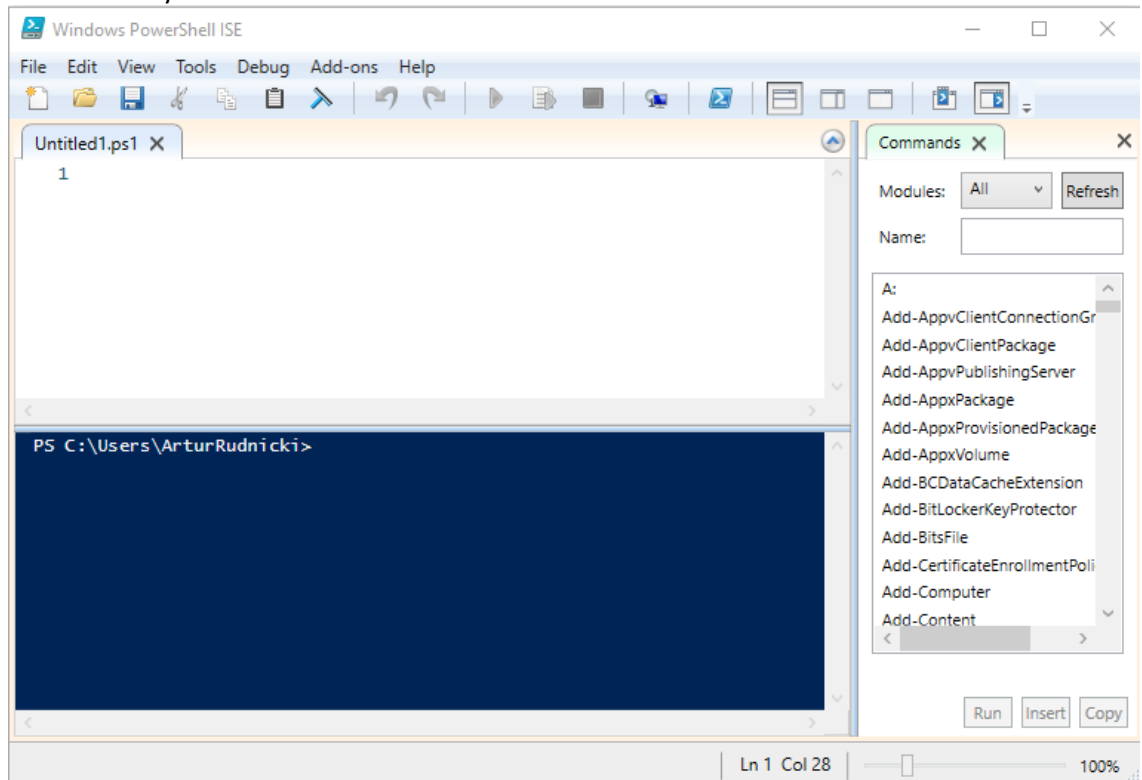 Windows PowerShell ISE
File Edit View Tools Debug Add-ons Help
Untitled1.ps1
1
PS C:\Users\ArturRudnicki>
Commands
Modules: All Refresh
Name:
A:
Add-AppvClientConnectionGr
Add-AppvClientPackage
Add-AppvPublishingServer
Add-AppxPackage
Add-AppxProvisionedPackage
Add-AppxVolume
Add-BCDataCacheExtension
Add-BitLockerKeyProtector
Add-BitsFile
Add-CertificateEnrollmentPoli
Add-Computer
Add-Content
Run Insert Copy
Ln 1 Col 28 100%